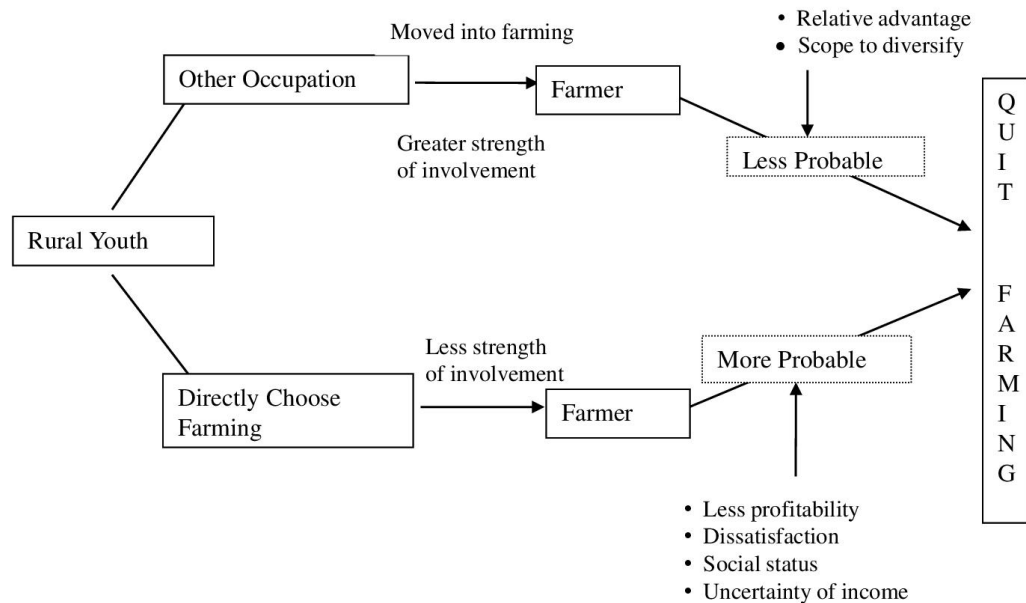 • Relative advantage
• Scope to diversify
Moved into farming
Other Occupation
Farmer
Greater strength
of involvement
Less Probable
Rural Youth
Less strength
of involvement
More Probable
Directly Choose
Farming
Farmer
• Less profitability
• Dissatisfaction
• Social status
• Uncertainty of income
Q
U
I
T
F
A
R
M
I
N
G